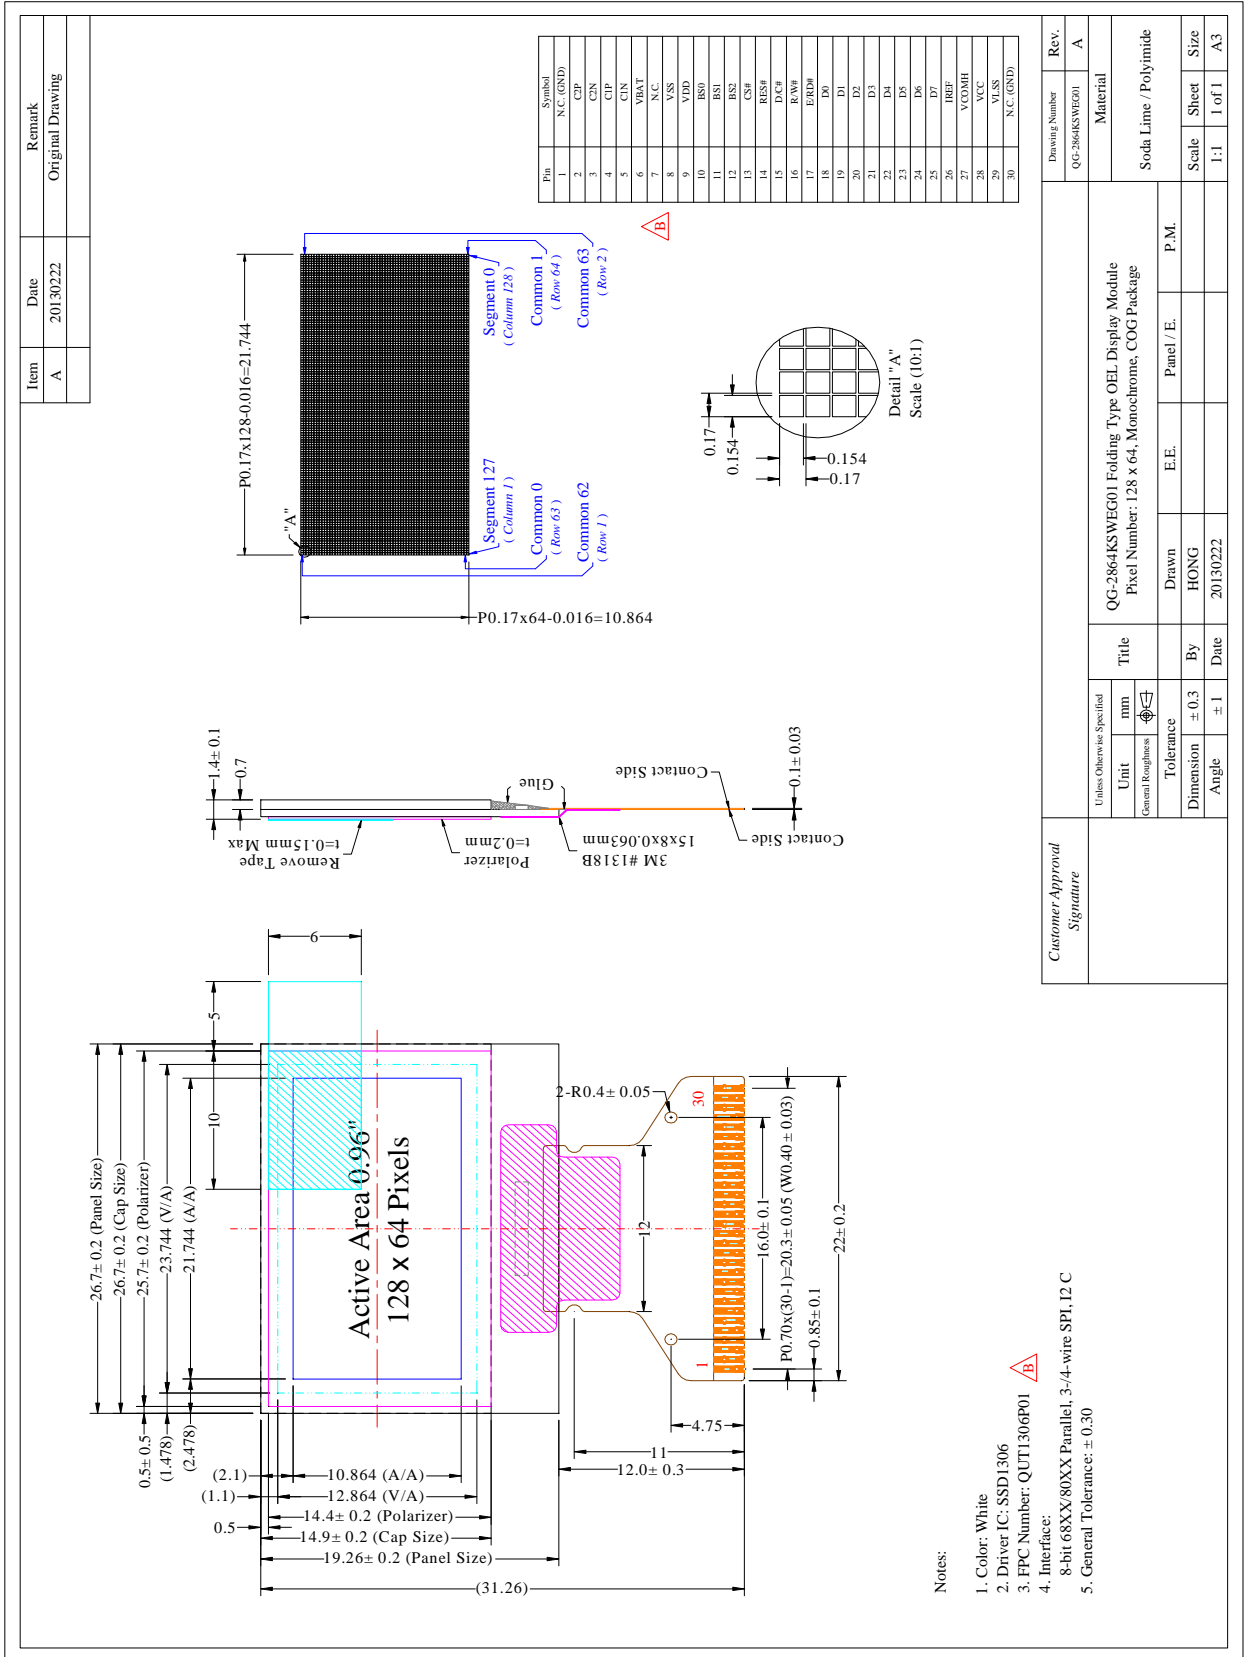 Item Date Remark
A 20130222 Original Drawing
26.7± 0.2 (Panel Size)
26.7± 0.2 (Cap Size)
25.7± 0.2 (Polarizer)
23.744 (V/A)
21.744 (A/A)
0.5± 0.5
(1.478)
(2.478)
10
5
6
Active Area 0.96"
128 x 64 Pixels
(2.1)
10.864 (A/A)
(1.1)
12.864 (V/A)
0.5
14.4± 0.2 (Polarizer)
14.9± 0.2 (Cap Size)
19.26± 0.2 (Panel Size)
(31.26)
4.75
11
12.0± 0.3
2-R0.4± 0.05
12
1
30
16.0± 0.1
P0.70x(30-1)=20.3± 0.05 (W0.40 ± 0.03)
0.85± 0.1
22± 0.2
1.4± 0.1
0.7
Remove Tape
t=0.15mm Max
Polarizer
t=0.2mm
3M #1318B
15x8x0.063mm
Glue
Contact Side
Contact Side
0.1± 0.03
P0.17x128-0.016=21.744
"A"
P0.17x64-0.016=10.864
Segment 127
( Column 1 )
Common 0
( Row 63 )
Common 62
( Row 1 )
Segment 0
( Column 128 )
Common 1
( Row 64 )
Common 63
( Row 2 )
B
0.17
0.154
0.154
0.17
Detail "A"
Scale (10:1)
Pin Symbol
1 N.C. (GND)
2 C2P
3 C2N
4 C1P
5 C1N
6 VBAT
7 N.C.
8 VSS
9 VDD
10 BS0
11 BS1
12 BS2
13 CS#
14 RES#
15 D/C#
16 R/W#
17 E/RD#
18 D0
19 D1
20 D2
21 D3
22 D4
23 D5
24 D6
25 D7
26 IREF
27 VCOMH
28 VCC
29 VLSS
30 N.C. (GND)
Notes:
1. Color: White
2. Driver IC: SSD1306
3. FPC Number: QUT1306P01 B
4. Interface:
8-bit 68XX/80XX Parallel, 3-/4-wire SPI, I2 C
5. General Tolerance: ± 0.30
Customer Approval
Signature
Unless Otherwise Specified
Unit mm
General Roughness
Tolerance
Dimension ± 0.3
Angle ± 1
Title
QG-2864KSWEG01 Folding Type OEL Display Module
Pixel Number: 128 x 64, Monochrome, COG Package
By Drawn E.E. Panel / E. P.M.
HONG
Date 20130222
Drawing Number Rev.
QG-2864KSWEG01 A
Material
Soda Lime / Polyimide
Scale Sheet Size
1:1 1 of 1 A3